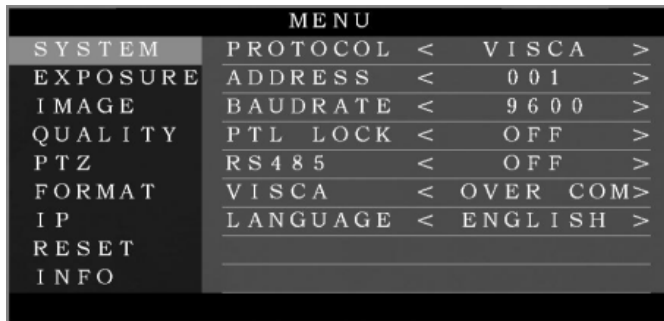 MENU
SYSTEM PROTOCOL < VISCA >
EXPOSURE ADDRESS < 001 >
IMAGE BAUDRATE < 9600 >
QUALITY PTL LOCK < OFF >
PTZ RS485 < OFF >
FORMAT VISCA < OVER COM>
IP LANGUAGE < ENGLISH >
RESET
INFO